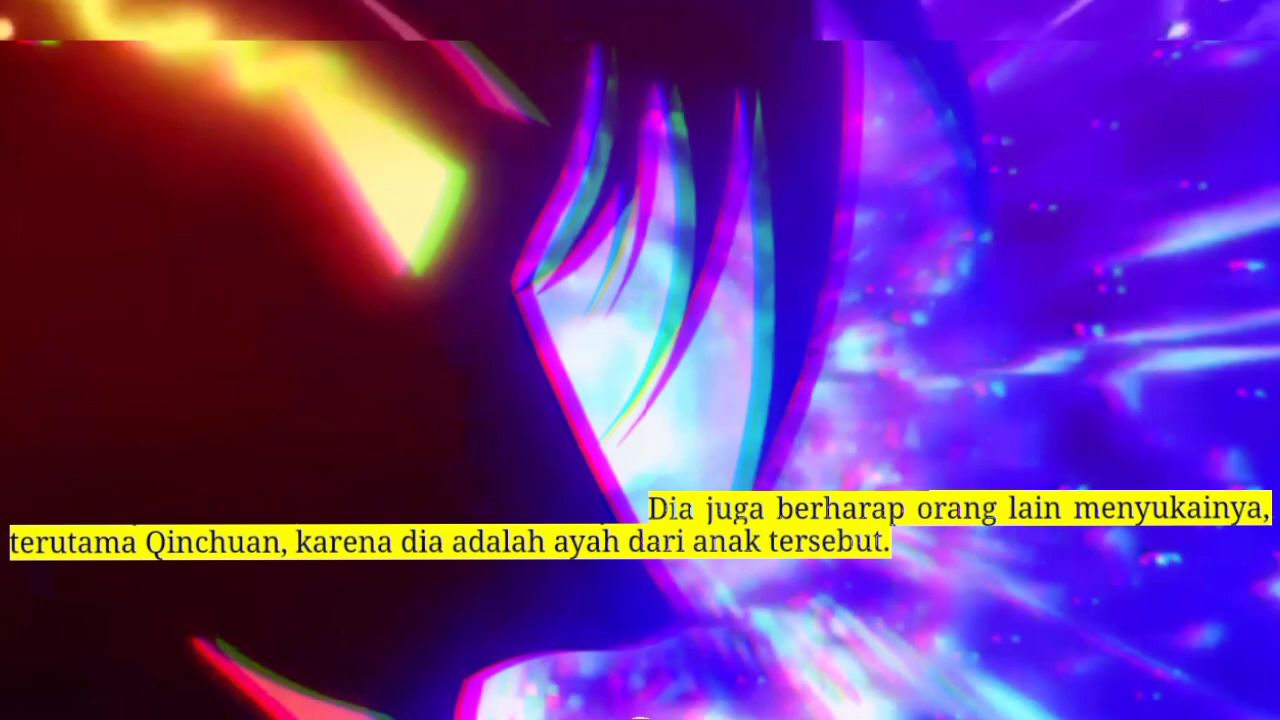 Dia juga berharap orang lain menyukainya,
terutama Qinchuan, karena dia adalah ayah dari anak tersebut.